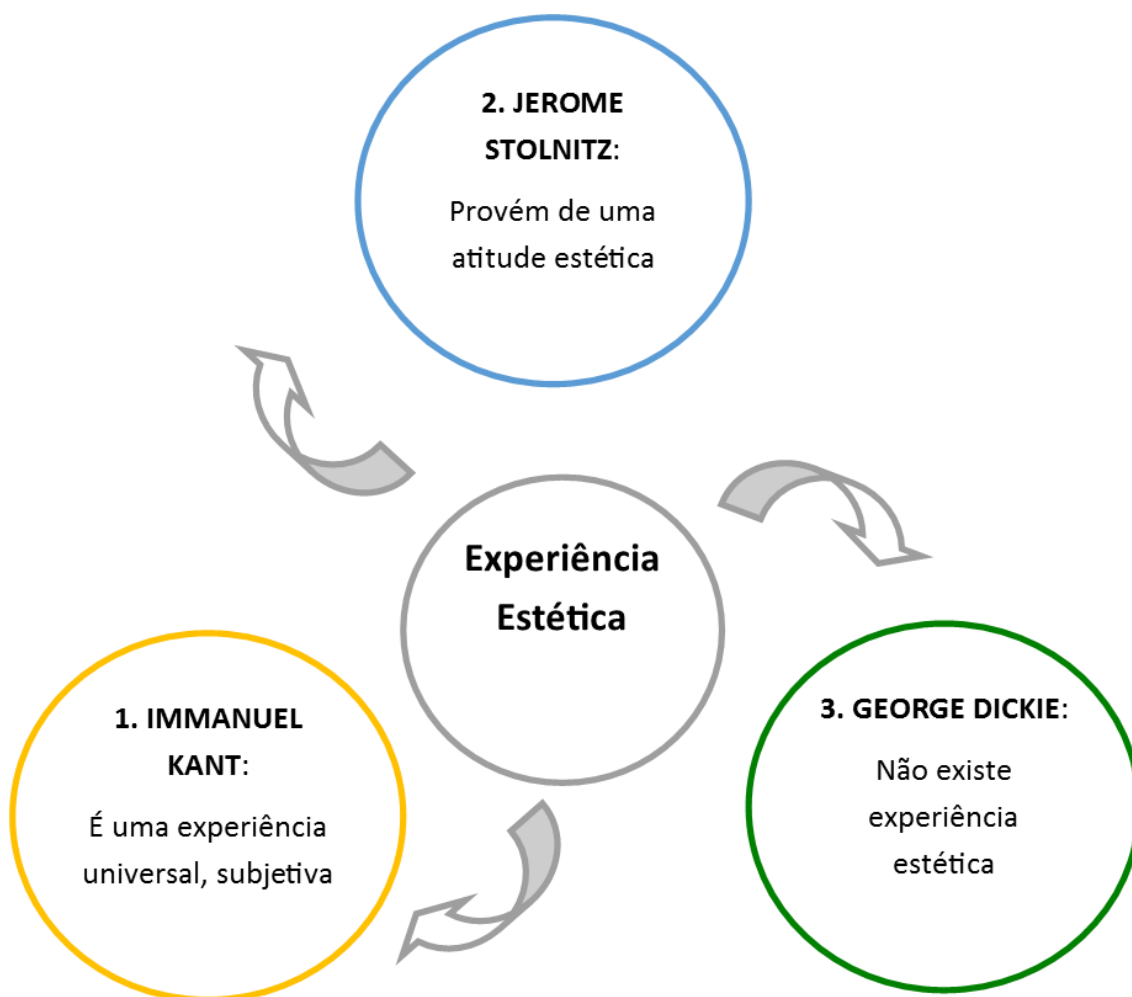 2. JEROME
STOLNITZ:
Provém de uma
atitude estética
Experiência
Estética
1. IMMANUEL
KANT:
É uma experiência
universal, subjetiva
3. GEORGE DICKIE:
Não existe
experiência
estética